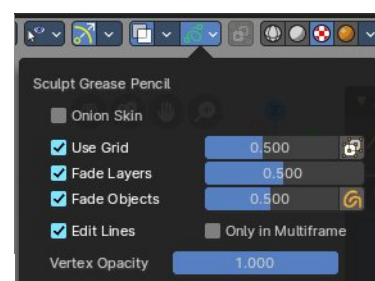 Sculpt Grease Pencil
Onion Skin
Use Grid 0.500
Fade Layers 0.500
Fade Objects 0.500
Edit Lines Only in Multiframe
Vertex Opacity 1.000